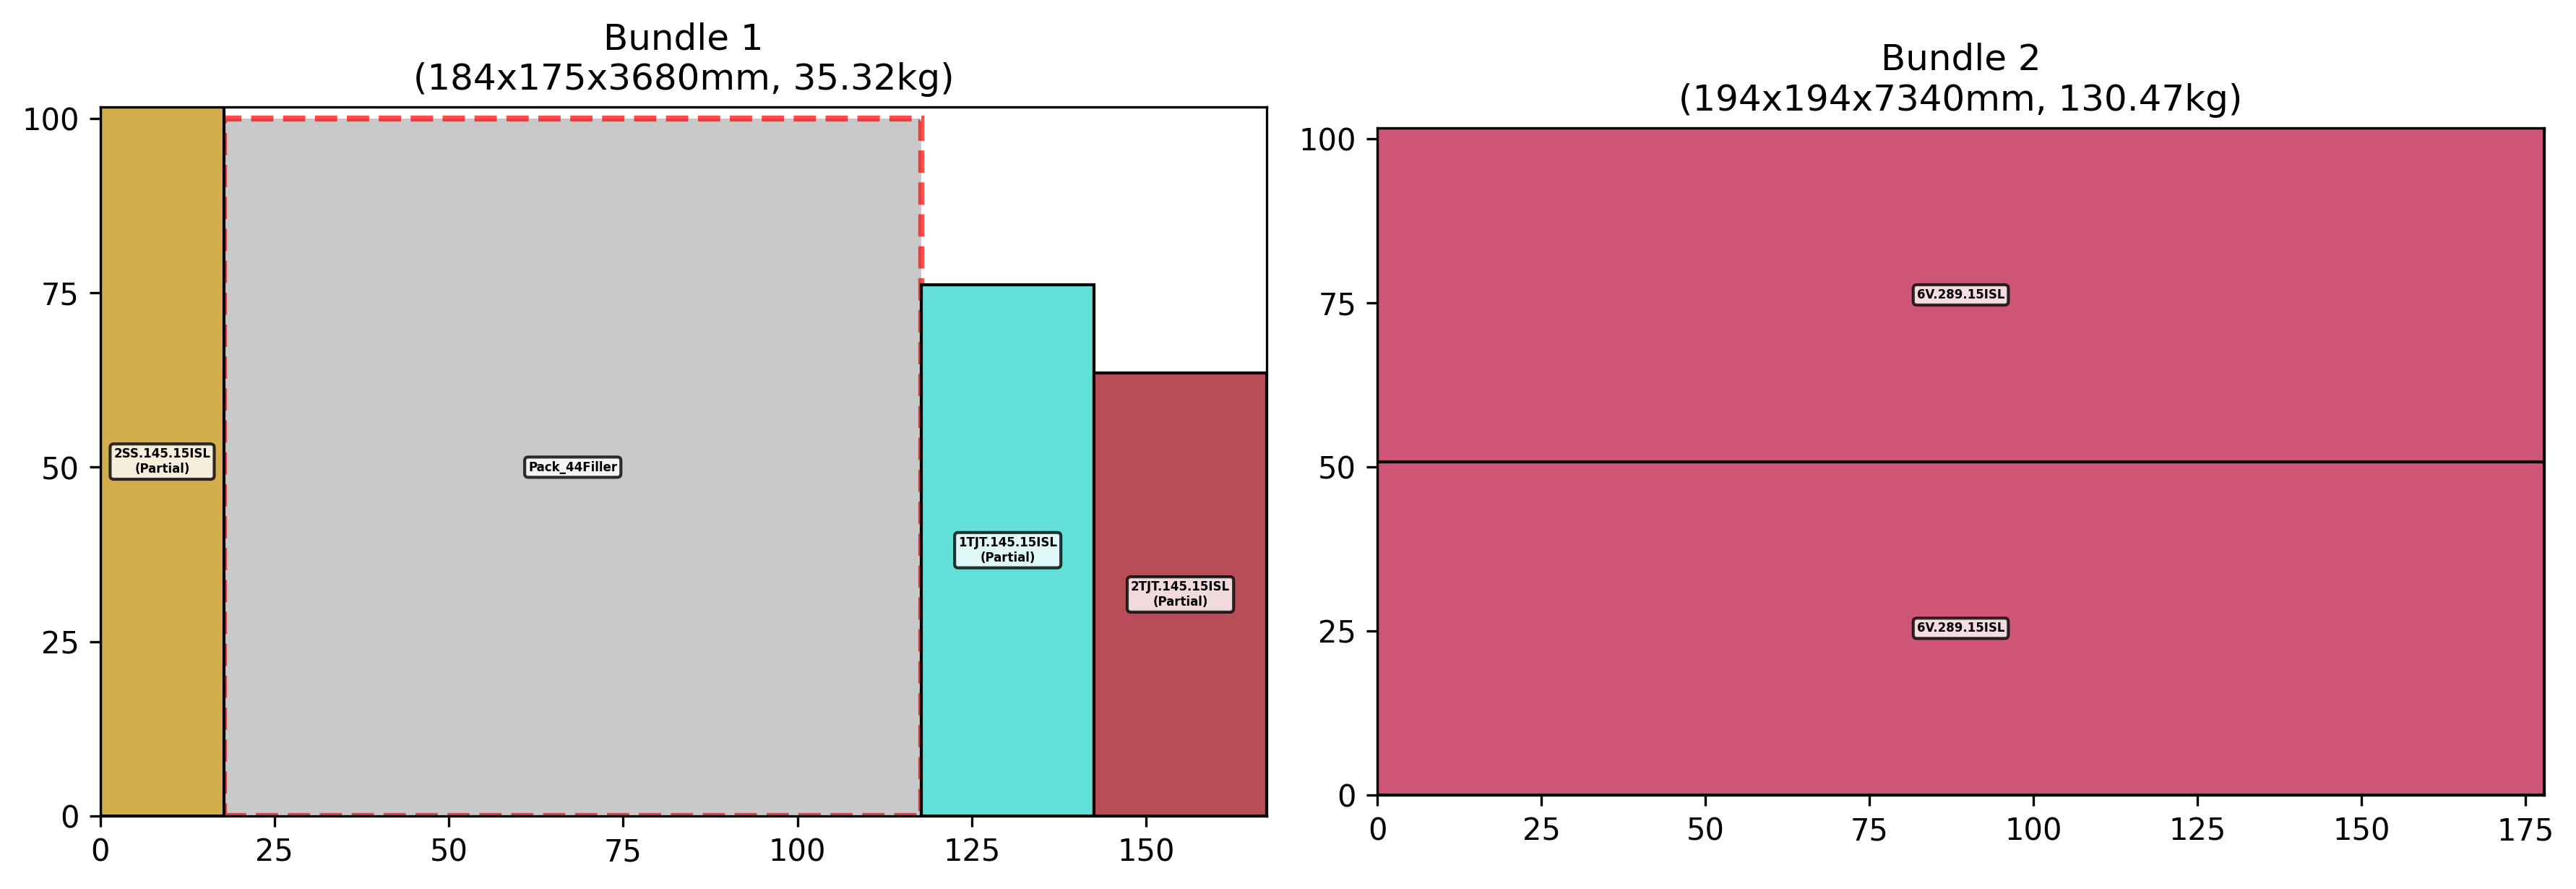 Bundle 1
(184x175x3680mm, 35.32kg)
100
75
50
25
0
2SS.145.15ISL
(Partial)
Pack_44Filler
1TJT.145.15ISL
(Partial)
2TJT.145.15ISL
(Partial)
0 25 50 75 100 125 150
Bundle 2
(194x194x7340mm, 130.47kg)
100
75
50
25
0
6V.289.15ISL
6V.289.15ISL
0 25 50 75 100 125 150 175